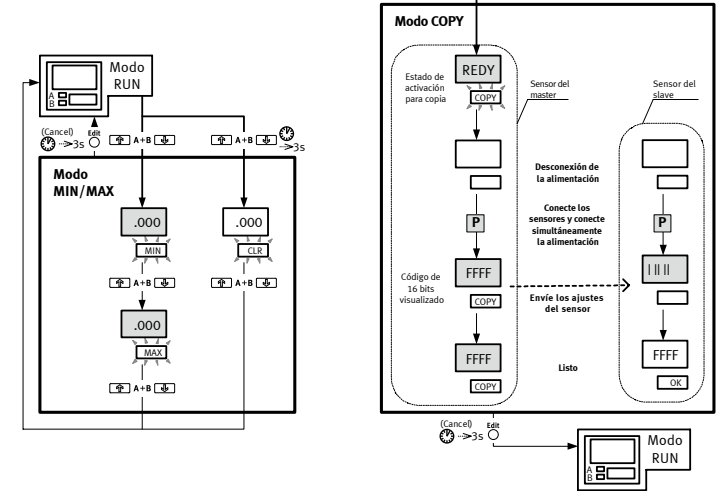 Modo
RUN
A
B
(Cancel)
3s
Edit
A+B
A+B
3s
Modo
MIN/MAX
.000
MIN
.000
CLR
A+B
A+B
.000
MAX
A+B
Modo COPY
Estado de
activación
para copia
REDY
COPY
Sensor del
master
Sensor del
slave
Desconexión de
la alimentación
P
Conecte los
sensores y conecte
simultáneamente
la alimentación
P
Código de
16 bits
visualizado
FFFF
COPY
Envíe los ajustes
del sensor
FFFF
COPY
Listo
FFFF
OK
(Cancel)
3s
Edit
Modo
RUN
A
B